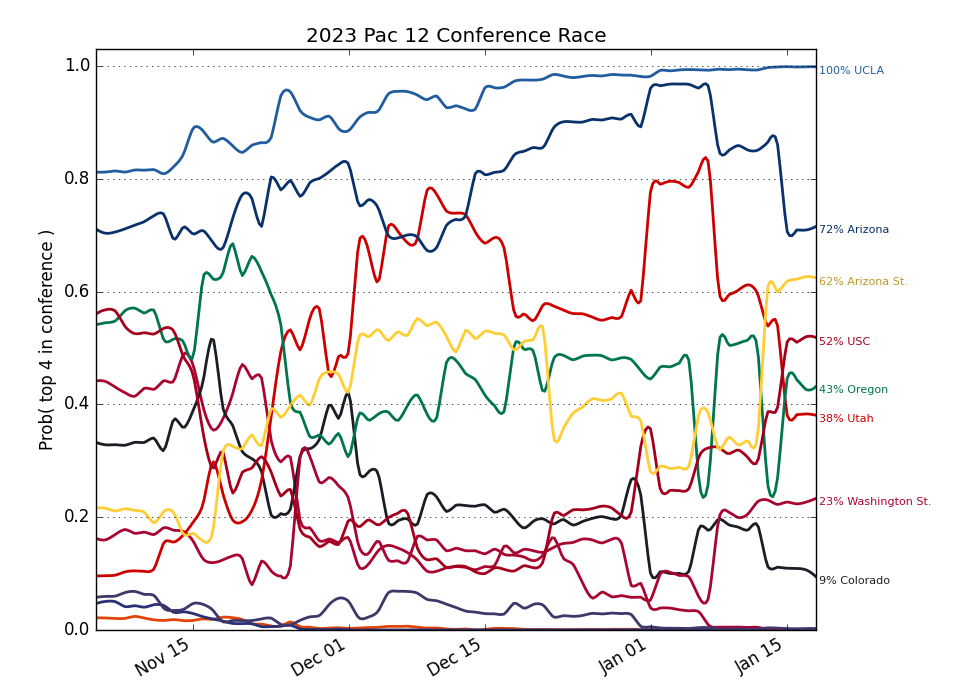 2023 Pac 12 Conference Race
Prob( top 4 in conference )
1.0
0.8
0.6
0.4
0.2
0.0
100% UCLA
72% Arizona
62% Arizona St.
52% USC
43% Oregon
38% Utah
23% Washington St.
9% Colorado
Nov 15
Dec 01
Dec 15
Jan 01
Jan 15